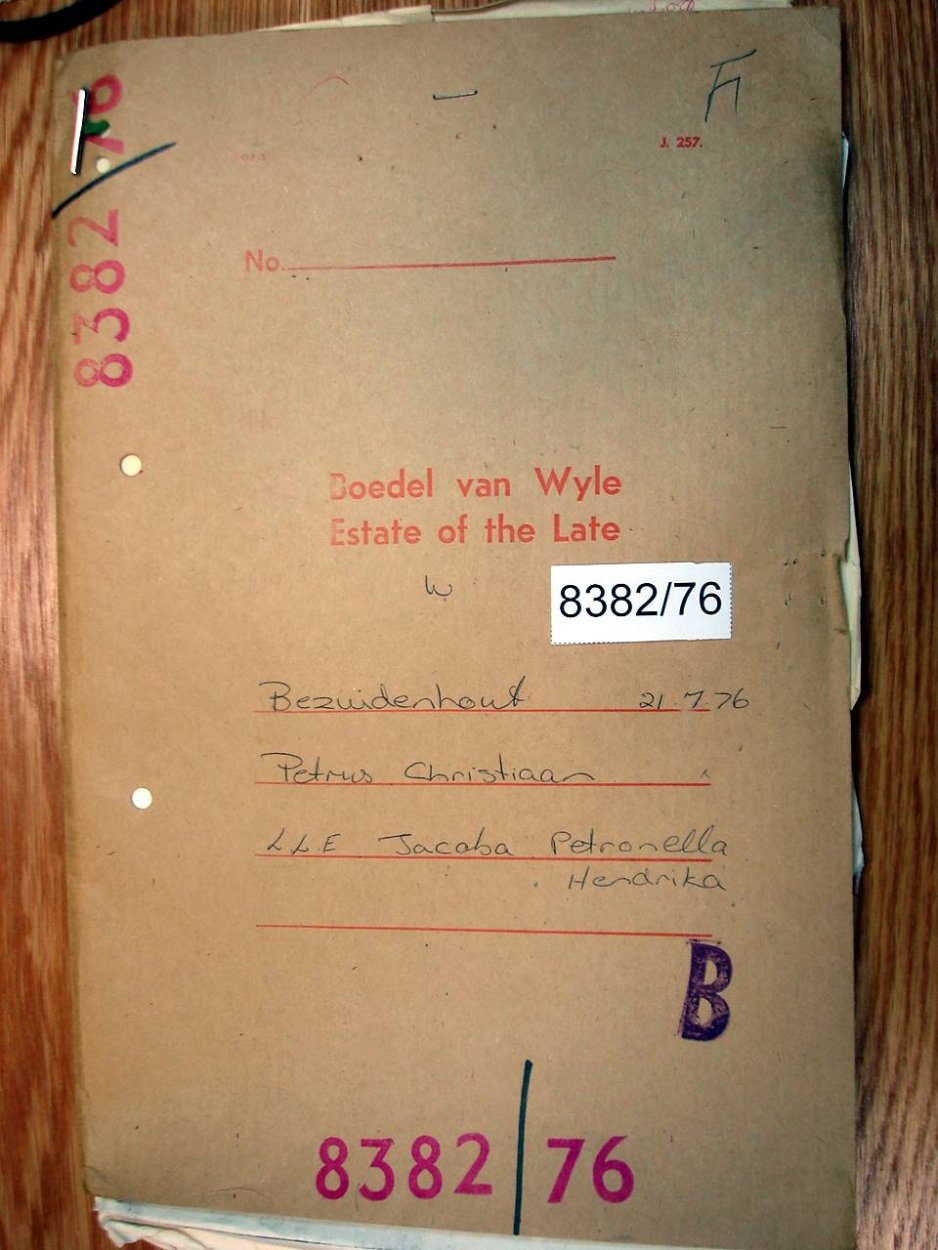 Fi
J. 257.
8382/76
No.
Boedel van Wyle
Estate of the Late
W
8382/76
Bezuidenhout 21.7.76
Petrus Christiaan
L.L.E Jacoba Petronella
Hendrika
B
8382/76